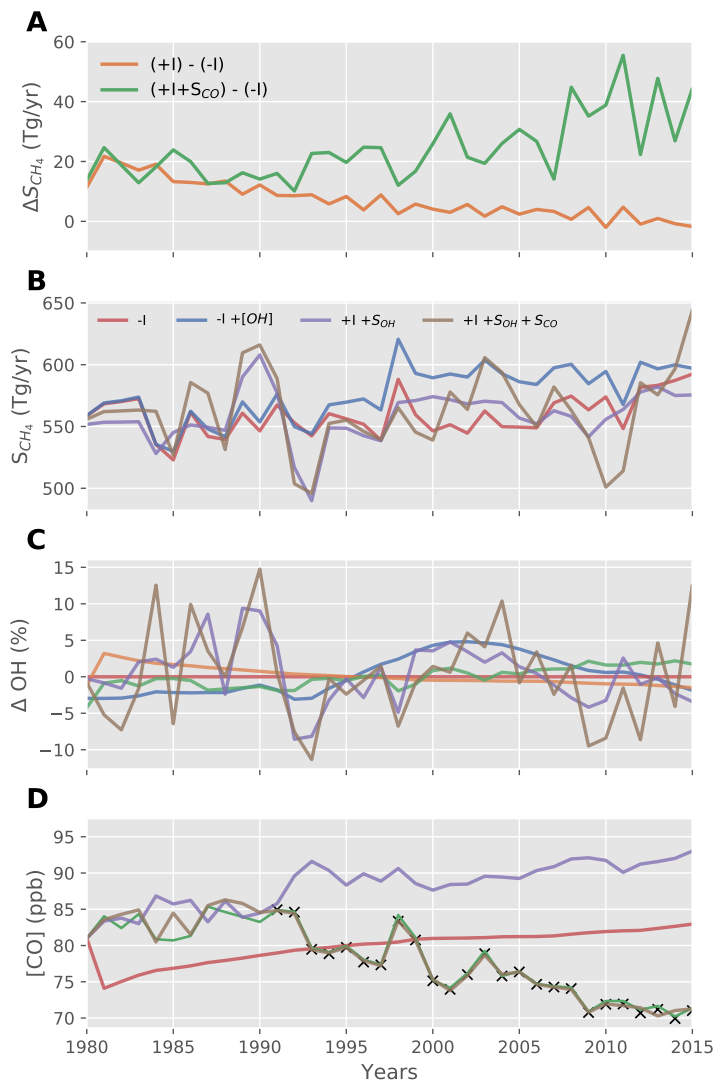 A
60
40
20
0
ΔS_CH₄ (Tg/yr)
(+I) - (-I)
(+I+S_CO) - (-I)
B
650
600
550
500
S_CH₄ (Tg/yr)
-I
-I +[OH]
+I +S_OH
+I +S_OH + S_CO
C
15
10
5
0
−5
−10
Δ OH (%)
D
95
90
85
80
75
70
[CO] (ppb)
1980 1985 1990 1995 2000 2005 2010 2015
Years